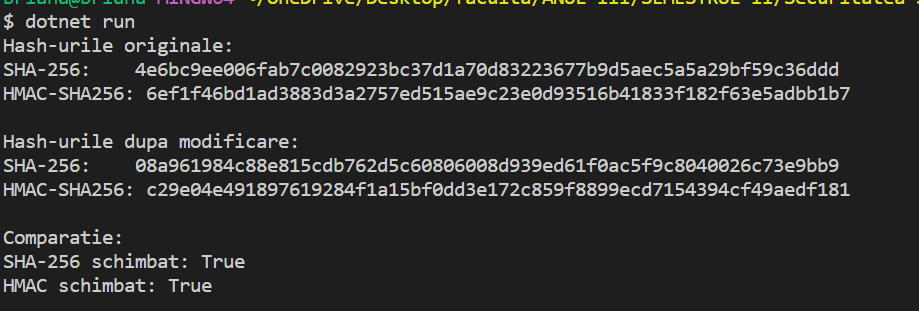 $ dotnet run
Hash-urile originale:
SHA-256: 4e6bc9ee006fab7c0082923bc37d1a70d83223677b9d5aec5a5a29bf59c36ddd
HMAC-SHA256: 6ef1f46bd1ad3883d3a2757ed515ae9c23e0d93516b41833f182f63e5adbb1b7
Hash-urile dupa modificare:
SHA-256: 08a961984c88e815cdb762d5c60806008d939ed61f0ac5f9c8040026c73e9bb9
HMAC-SHA256: c29e04e491897619284f1a15bf0dd3e172c859f8899ecd7154394cf49aedf181
Comparatie:
SHA-256 schimbat: True
HMAC schimbat: True